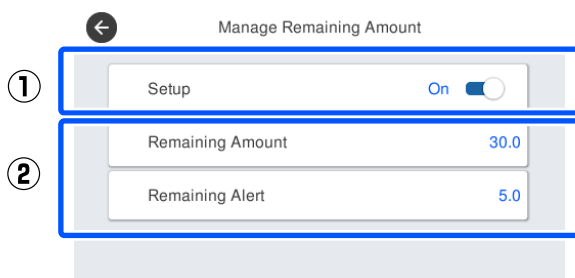 Manage Remaining Amount
① Setup On
Remaining Amount 30.0
② Remaining Alert 5.0